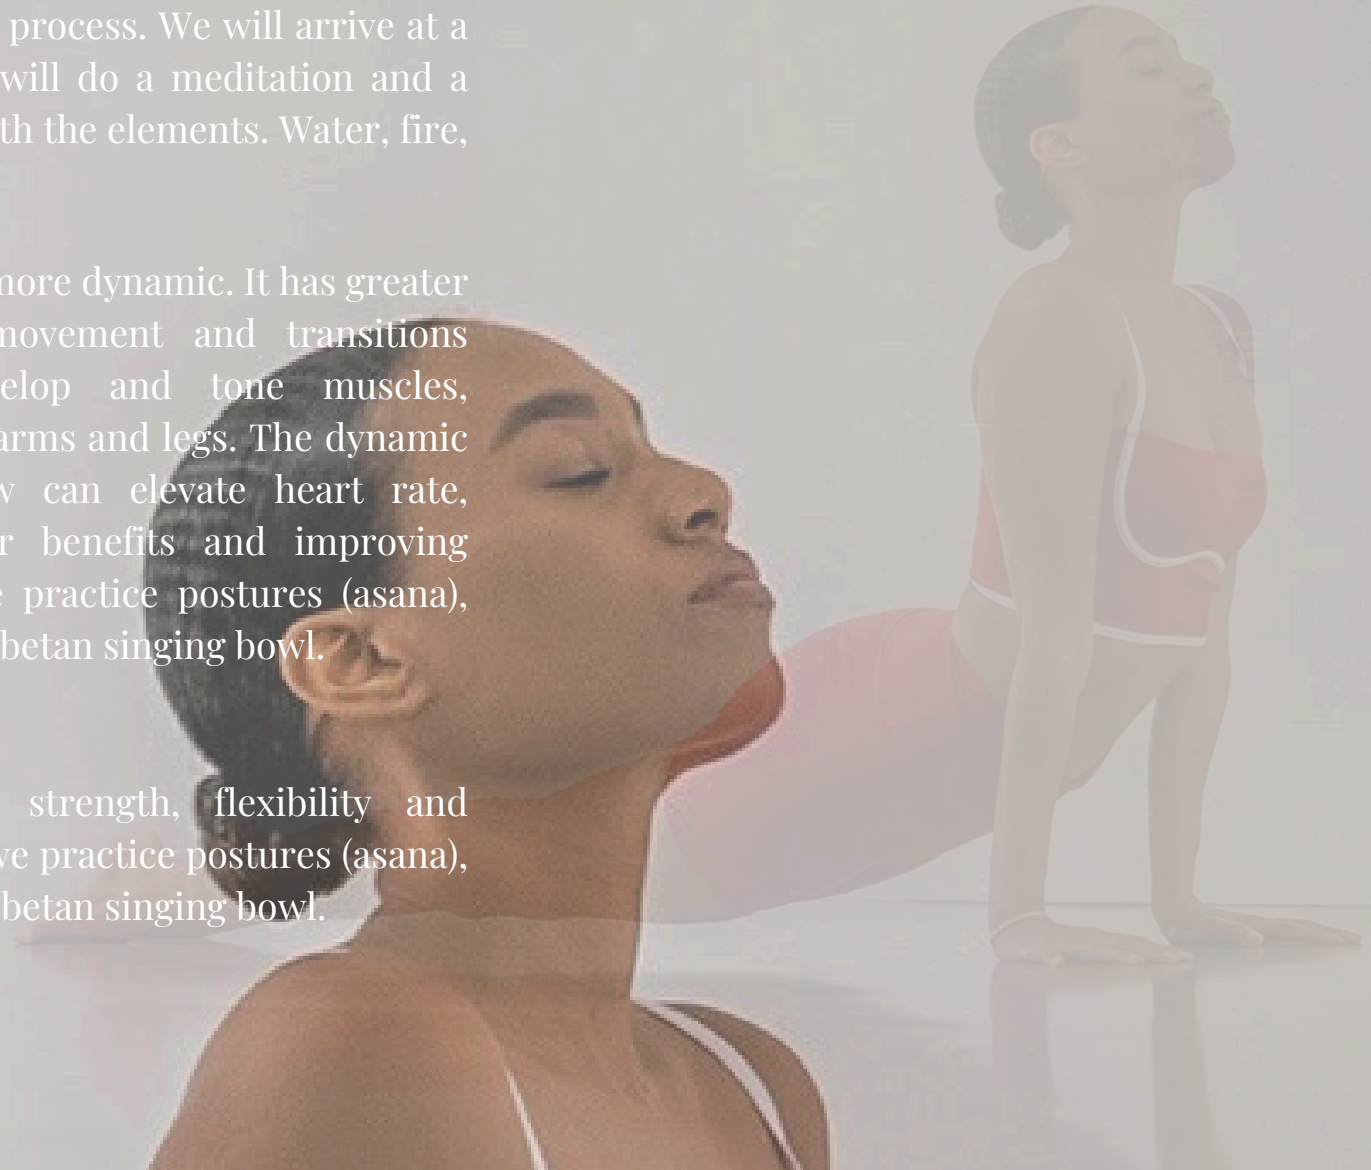 process. We will arrive at a
will do a meditation and a
th the elements. Water, fire,
more dynamic. It has greater
movement and transitions
elop and tone muscles,
arms and legs. The dynamic
w can elevate heart rate,
r benefits and improving
e practice postures (asana),
betan singing bowl.
strength, flexibility and
ve practice postures (asana),
betan singing bowl.